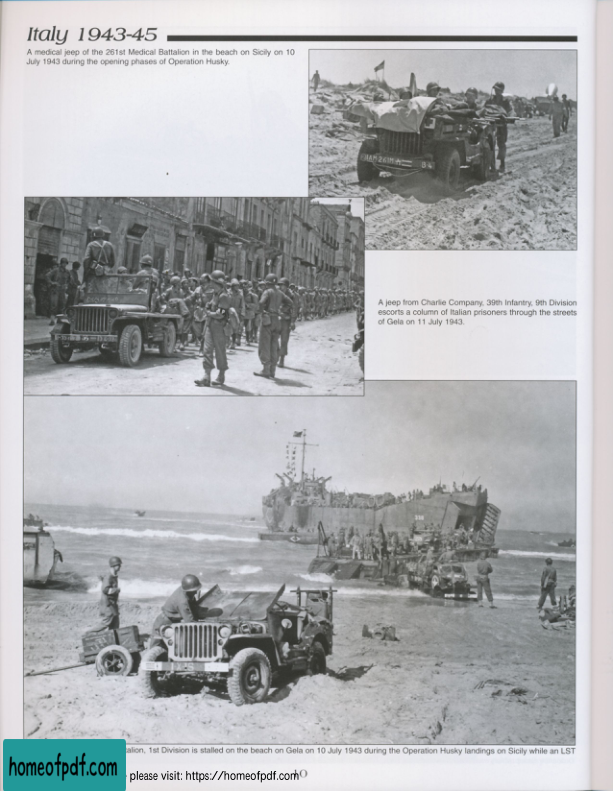 Italy 1943-45
A medical jeep of the 261st Medical Battalion in the beach on Sicily on 10
July 1943 during the opening phases of Operation Husky.
A jeep from Charlie Company, 39th Infantry, 9th Division
escorts a column of Italian prisoners through the streets
of Gela on 11 July 1943.
talion, 1st Division is stalled on the beach on Gela on 10 July 1943 during the Operation Husky landings on Sicily while an LST
homeofpdf.com
please visit: https://homeofpdf.com